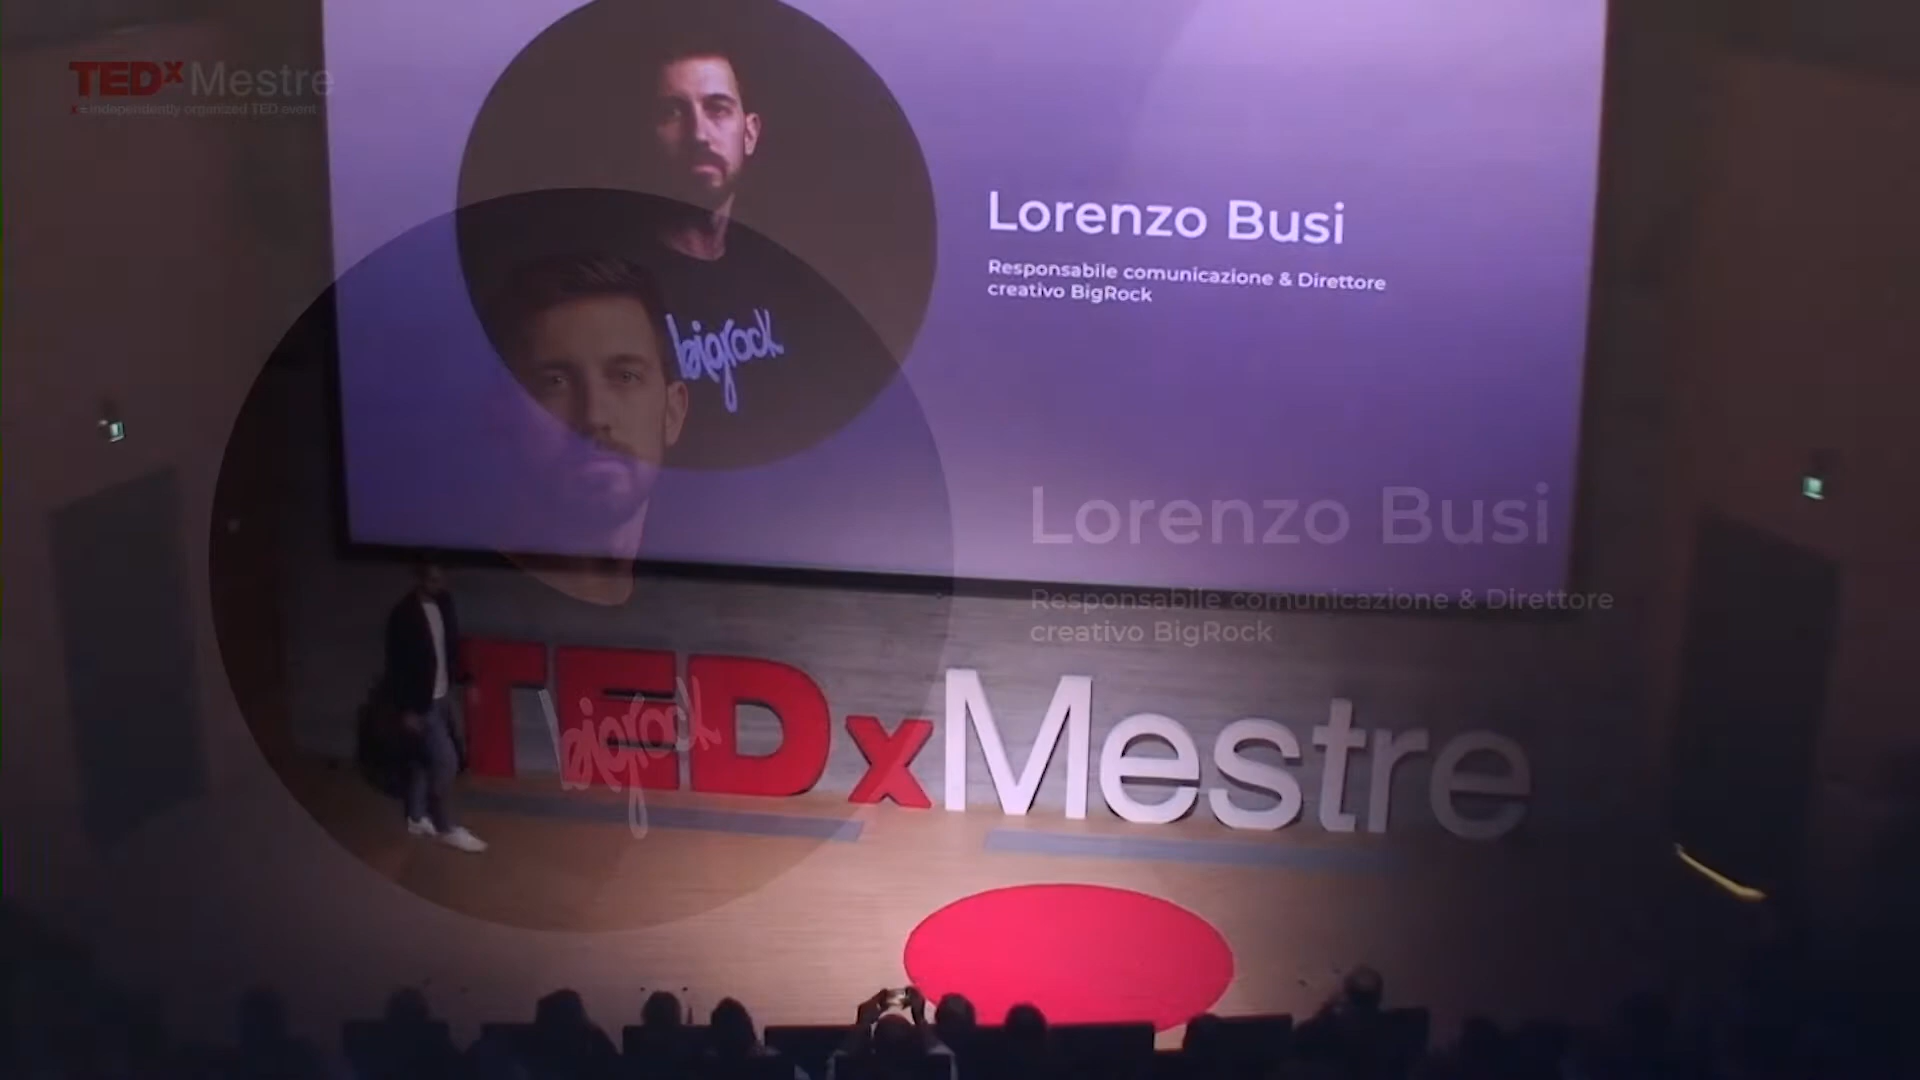 TEDx Mestre
x = independently organized TED event
Lorenzo Busi
Responsabile comunicazione & Direttore
creativo BigRock
bigrock
Lorenzo Busi
Responsabile comunicazione & Direttore
creativo BigRock
bigrock
TEDxMestre